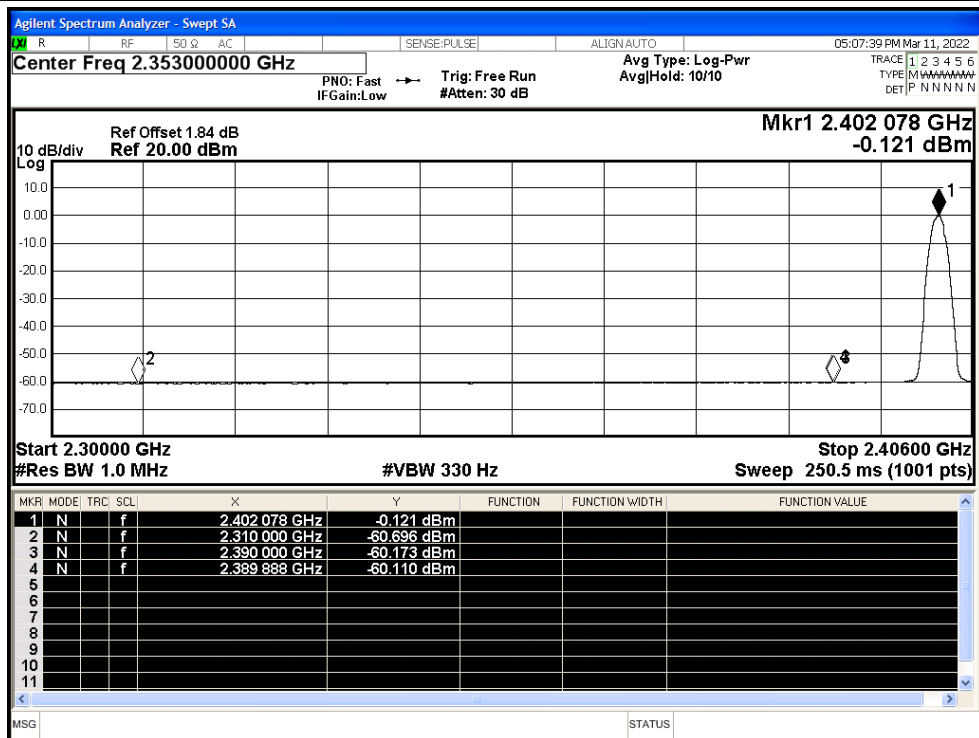 Agilent Spectrum Analyzer - Swept SA
LXI R RF 50 Ω AC SENSE:PULSE ALIGNAUTO 05:07:39 PM Mar 11, 2022
Center Freq 2.353000000 GHz
PNO: Fast Trig: Free Run Avg Type: Log-Pwr TRACE 1 2 3 4 5 6
IFGain:Low #Atten: 30 dB Avg|Hold: 10/10 TYPE M
DET P N N N N N
Mkr1 2.402 078 GHz
-0.121 dBm
Ref Offset 1.84 dB
10 dB/div Ref 20.00 dBm
Log
10.0
1
0.00
-10.0
-20.0
-30.0
-40.0
-50.0
2
-60.0
-70.0
Start 2.30000 GHz Stop 2.40600 GHz
#Res BW 1.0 MHz #VBW 330 Hz Sweep 250.5 ms (1001 pts)
MKR MODE TRC SCL X Y FUNCTION FUNCTION WIDTH FUNCTION VALUE
1 N f 2.402 078 GHz -0.121 dBm
2 N f 2.310 000 GHz -60.696 dBm
3 N f 2.390 000 GHz -60.173 dBm
4 N f 2.389 888 GHz -60.110 dBm
5
6
7
8
9
10
11
MSG STATUS